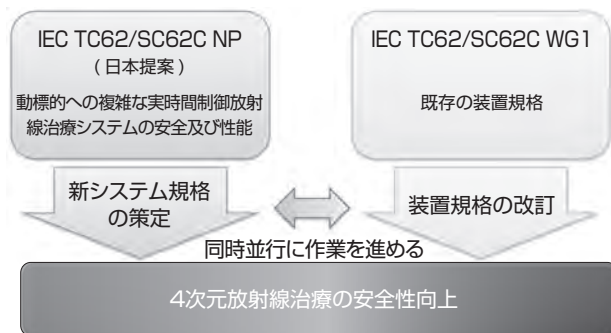 IEC TC62/SC62C NP
(日本提案)
動標的への複雑な実時間制御放射
線治療システムの安全及び性能
IEC TC62/SC62C WG1
既存の装置規格
新システム規格
の策定
装置規格の改訂
同時並行に作業を進める
4次元放射線治療の安全性向上